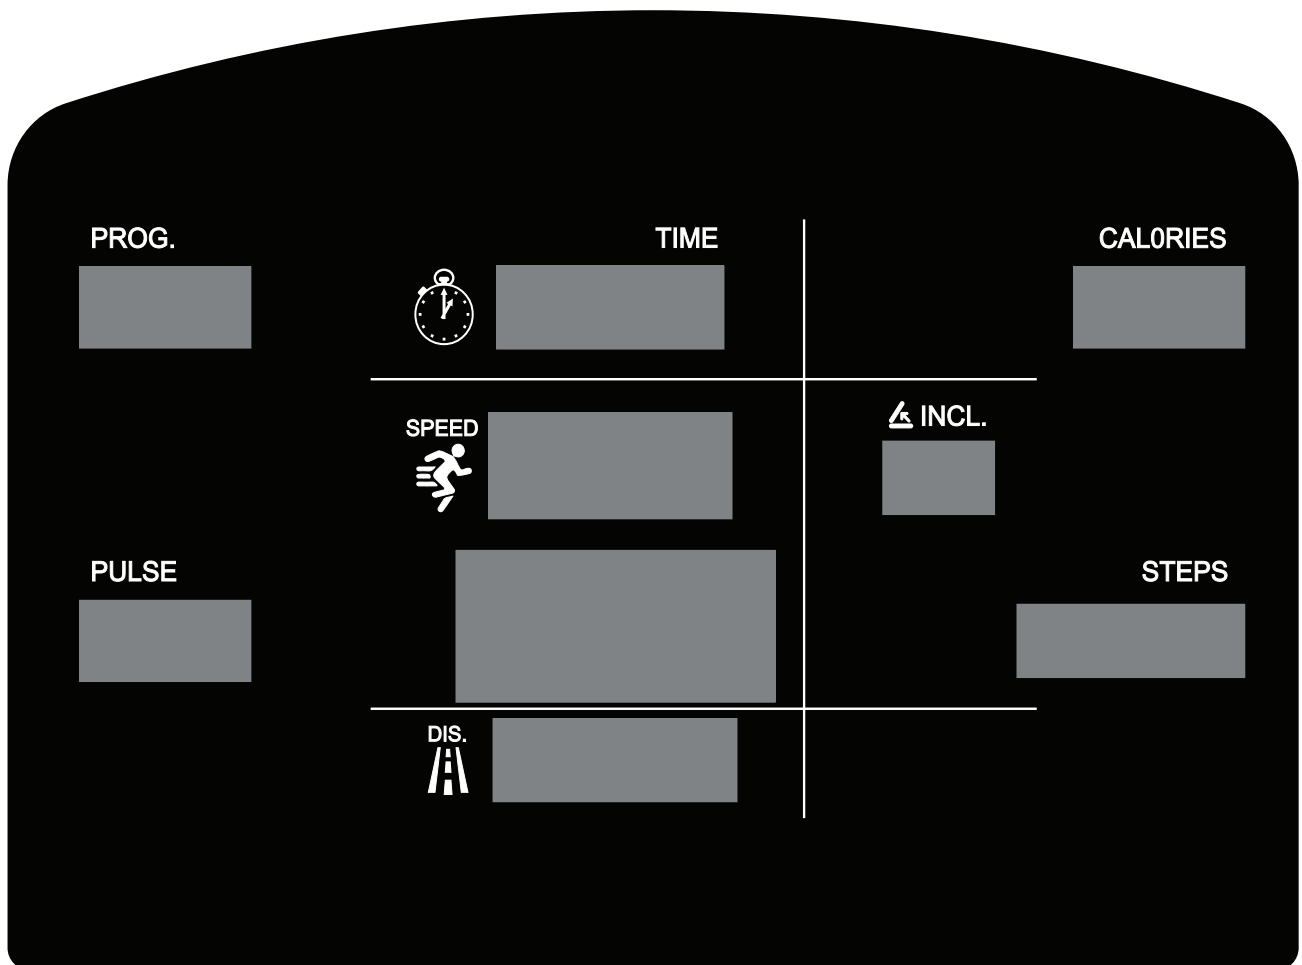 PROG.
TIME
CAL0RIES
SPEED
INCL.
PULSE
STEPS
DIS.